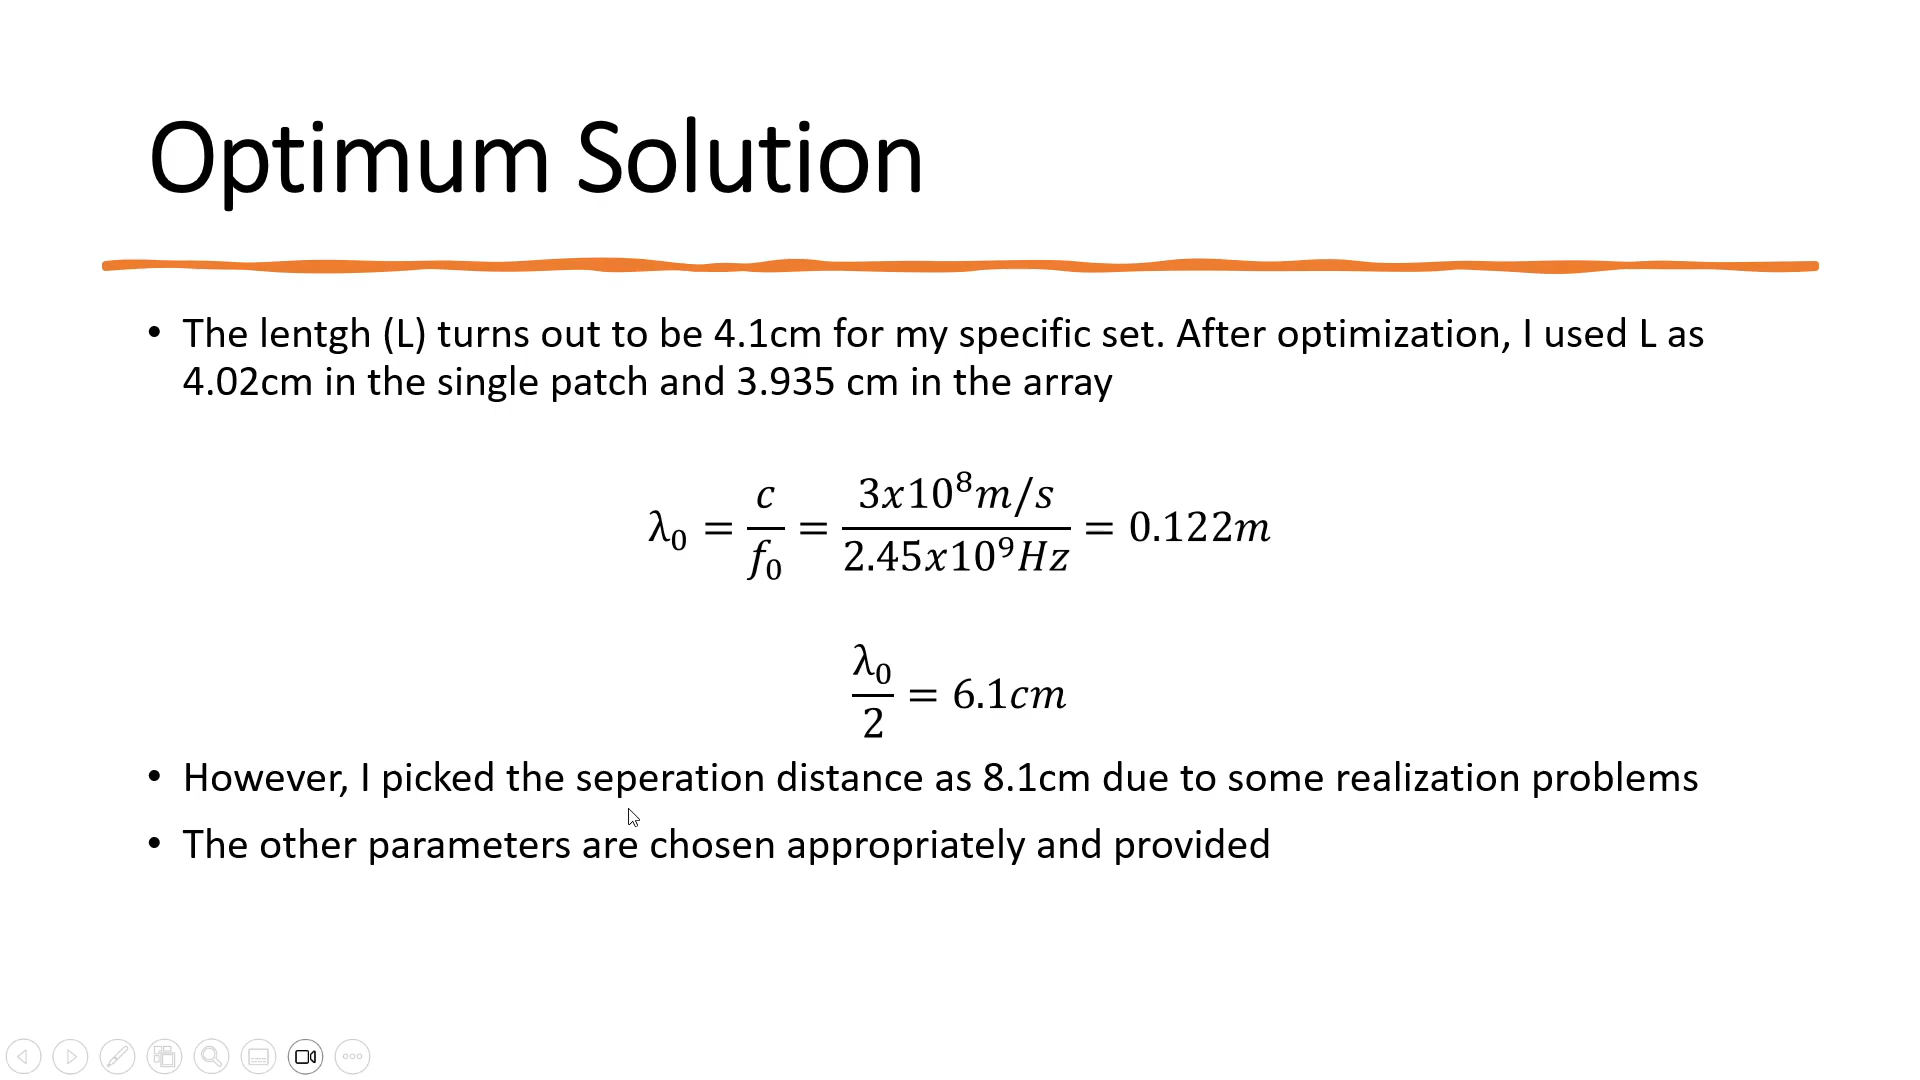 Optimum Solution
• The lentgh (L) turns out to be 4.1cm for my specific set. After optimization, I used L as
4.02cm in the single patch and 3.935 cm in the array
λ₀ = c/f₀ = 3x10⁸m/s / 2.45x10⁹Hz = 0.122m
λ₀/2 = 6.1cm
• However, I picked the seperation distance as 8.1cm due to some realization problems
• The other parameters are chosen appropriately and provided